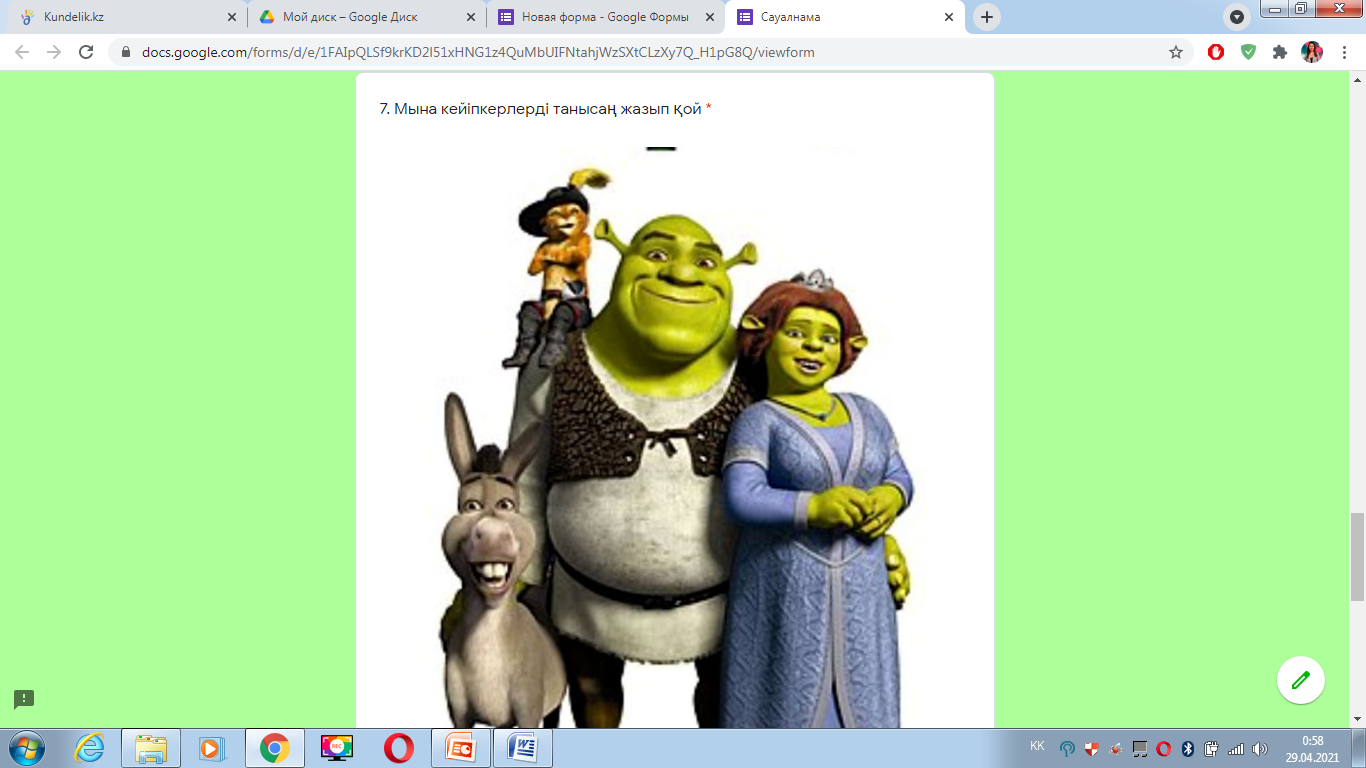 Kundelik.kz
Мой диск – Google Диск
Новая форма - Google Формы
Сауалнама
docs.google.com/forms/d/e/1FAIpQLSf9krKD2I51xHNG1z4QuMbUIFNtahjWzSXtCLzXy7Q_H1pG8Q/viewform
7. Мына кейіпкерлерді танысаң жазып қой *
REC
KK
0:58
29.04.2021